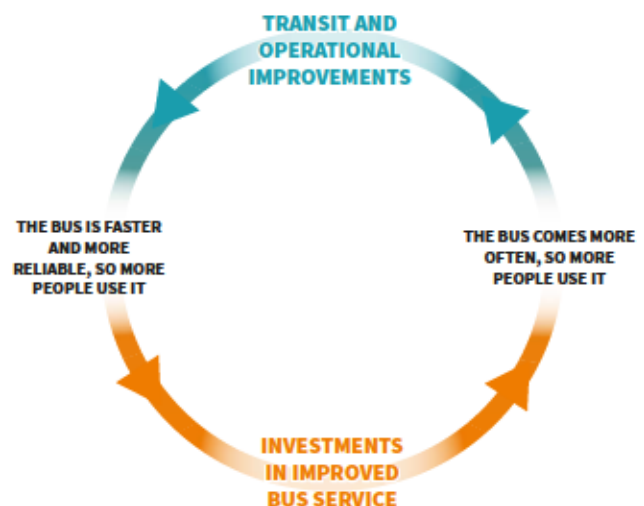 TRANSIT AND
OPERATIONAL
IMPROVEMENTS
THE BUS IS FASTER
AND MORE
RELIABLE, SO MORE
PEOPLE USE IT
THE BUS COMES MORE
OFTEN, SO MORE
PEOPLE USE IT
INVESTMENTS
IN IMPROVED
BUS SERVICE